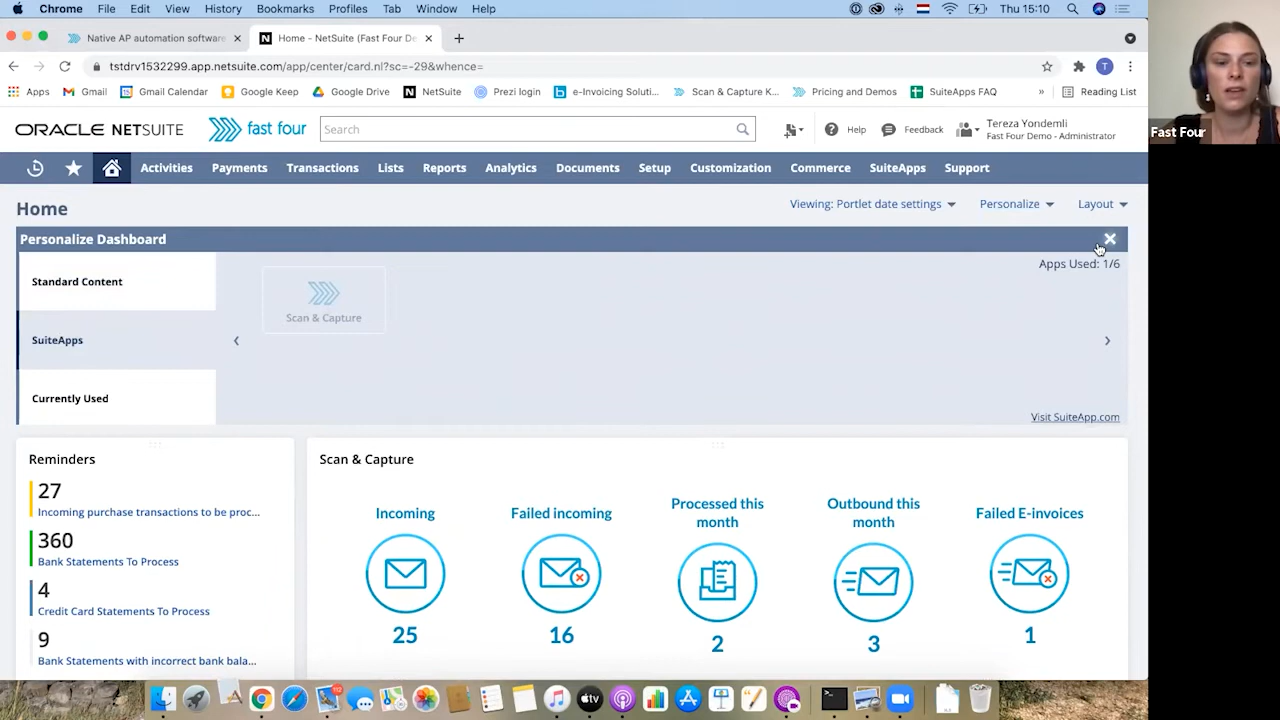 Chrome File Edit View History Bookmarks Profiles Tab Window Help Thu 15:10
Native AP automation software
Home - NetSuite (Fast Four De
tstdrv1532299.app.netsuite.com/app/center/card.nl?sc=-29&whence=
T
Apps Gmail Gmail Calendar Google Keep Google Drive NetSuite Prezi login e-Invoicing Soluti... Scan & Capture K... Pricing and Demos SuiteApps FAQ » Reading List
ORACLE NETSUITE
fast four
Search
Help
Feedback
Tereza Yondemli
Fast Four Demo - Administrator
Fast Four
Activities Payments Transactions Lists Reports Analytics Documents Setup Customization Commerce SuiteApps Support
Home
Viewing: Portlet date settings Personalize Layout
Personalize Dashboard
Apps Used: 1/6
Standard Content
SuiteApps
Currently Used
Scan & Capture
Visit SuiteApp.com
Reminders
27
Incoming purchase transactions to be proc...
360
Bank Statements To Process
4
Credit Card Statements To Process
9
Bank Statements with incorrect bank bala...
Scan & Capture
Incoming
25
Failed incoming
16
Processed this
month
2
Outbound this
month
3
Failed E-invoices
1
tv